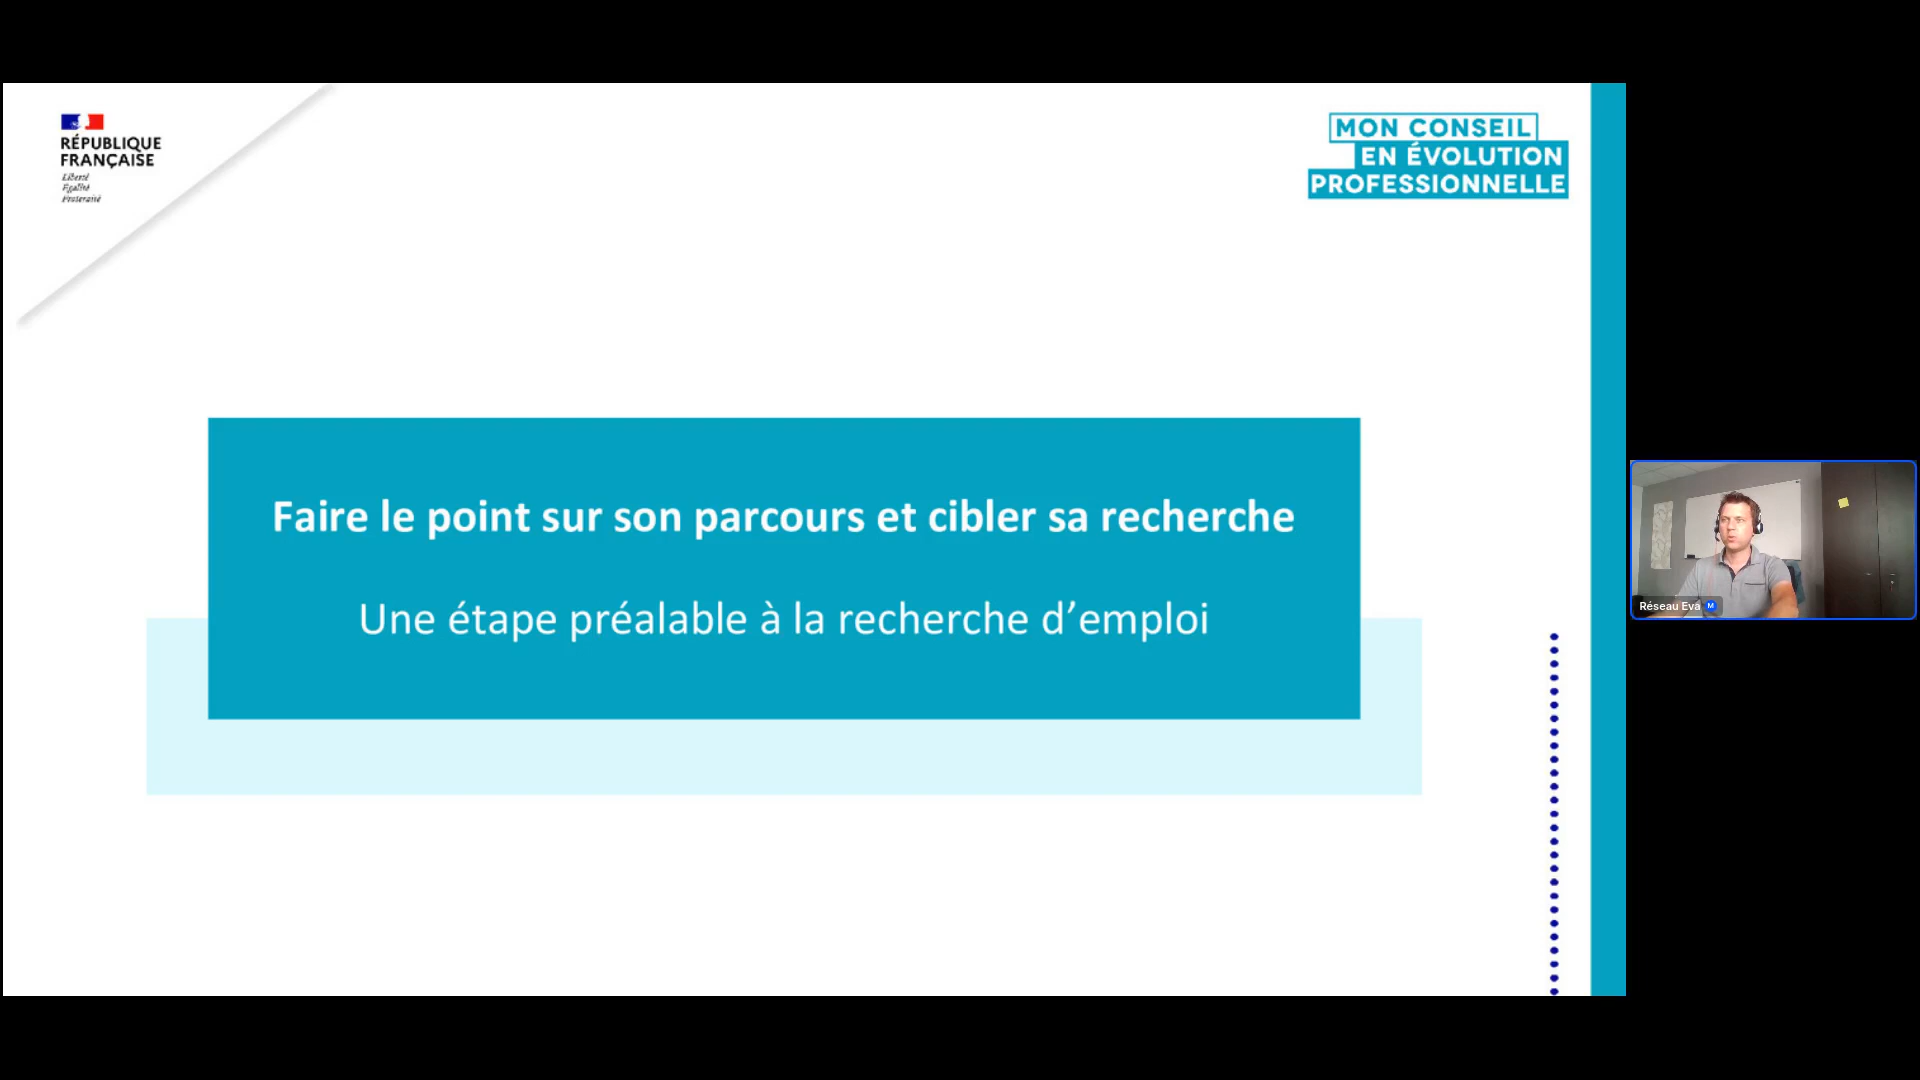 RÉPUBLIQUE
FRANÇAISE
Liberté
Égalité
Fraternité
MON CONSEIL
EN ÉVOLUTION
PROFESSIONNELLE
Faire le point sur son parcours et cibler sa recherche
Une étape préalable à la recherche d’emploi
Réseau Eva M